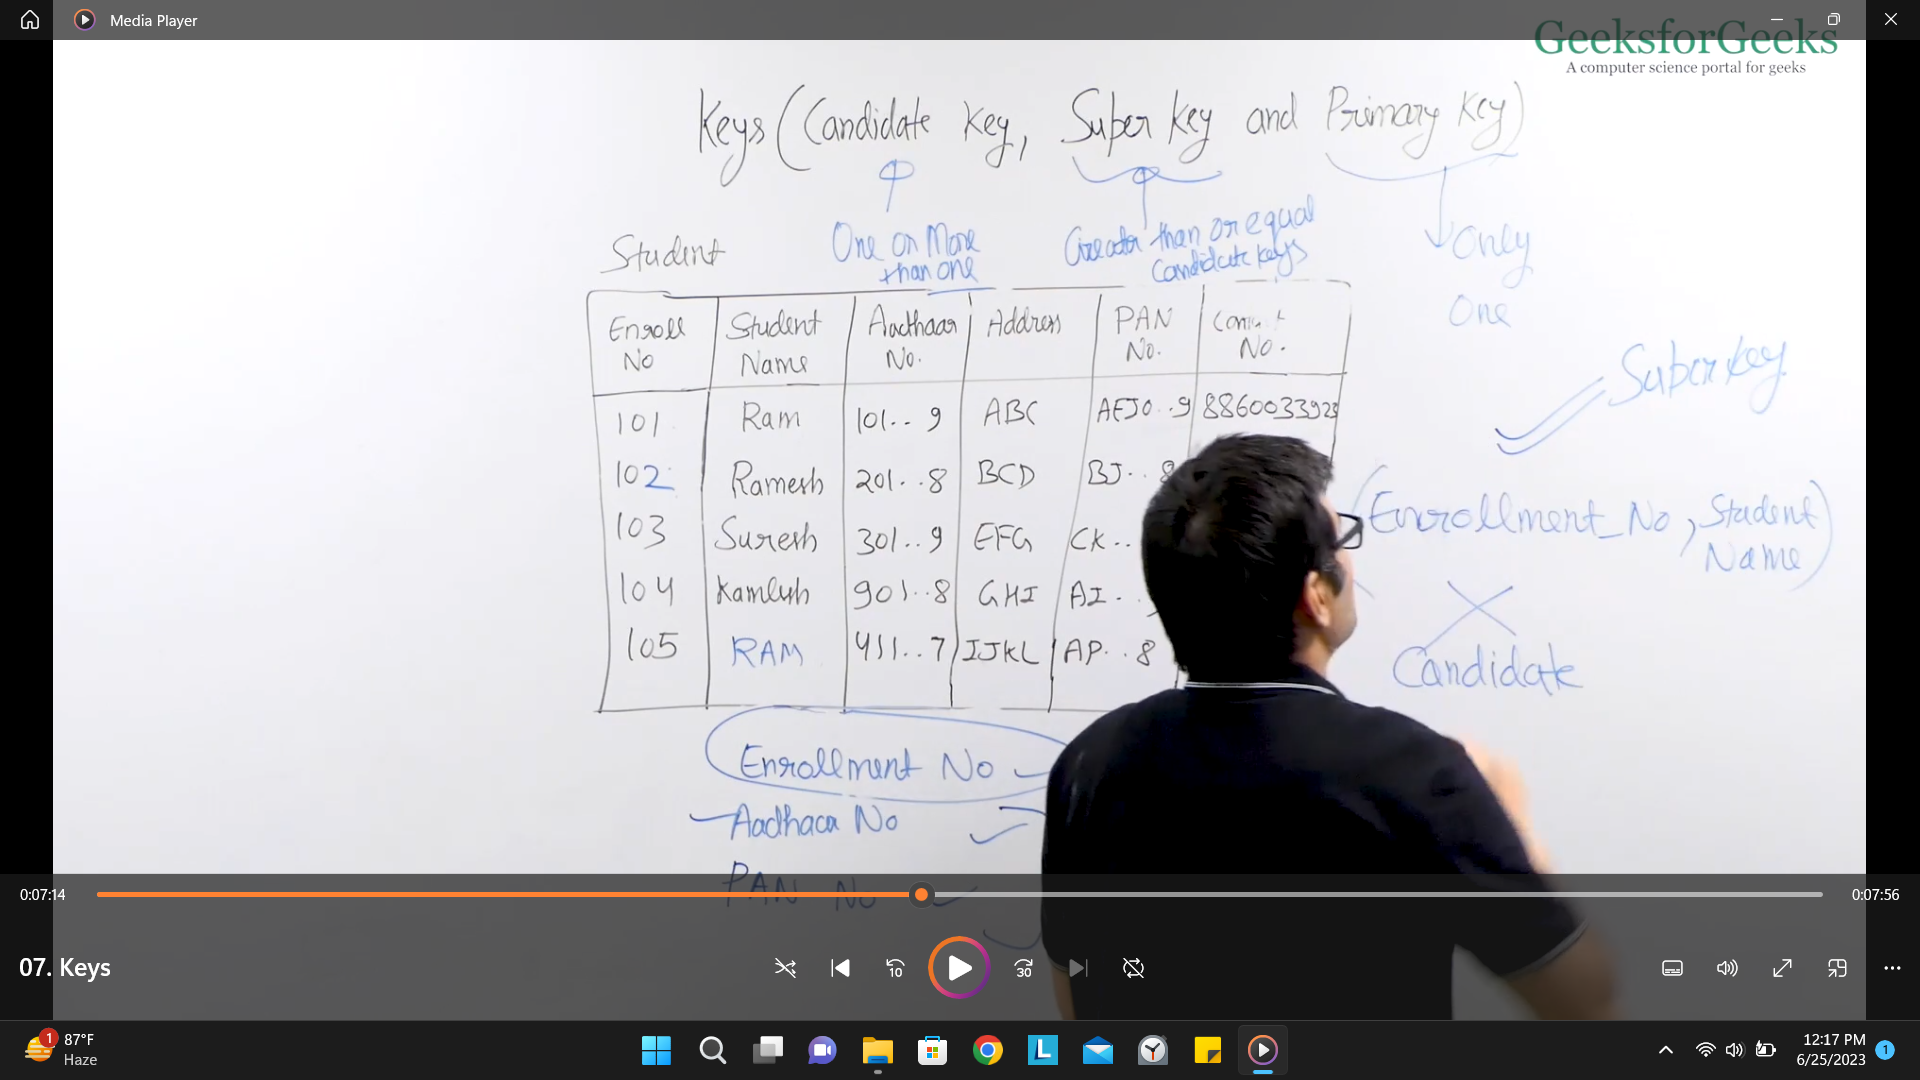 Media Player
GeeksforGeeks
A computer science portal for geeks
Keys (Candidate Key, Super Key and Primary Key)
One or More
than one
Greater than or equal
Candidate Keys
Only
One
Student
Enroll No
Student Name
Aadhaar No.
Address
PAN No.
No.
101 Ram 101.. 9 ABC AEJO..9
102 Ramesh 201..8 BCD BJ.. 8
103 Suresh 301..9 EFG CK..
104 Kamlesh 901..8 GHI AI..
105 RAM 411..7 IJKL AP..8
Super Key
(Enrollment_No, Student Name)
Candidate
Enrollment No
Aadhaar No
PAN No
0:07:14
0:07:56
07. Keys
10
30
1
87°F
Haze
L
12:17 PM
6/25/2023
1